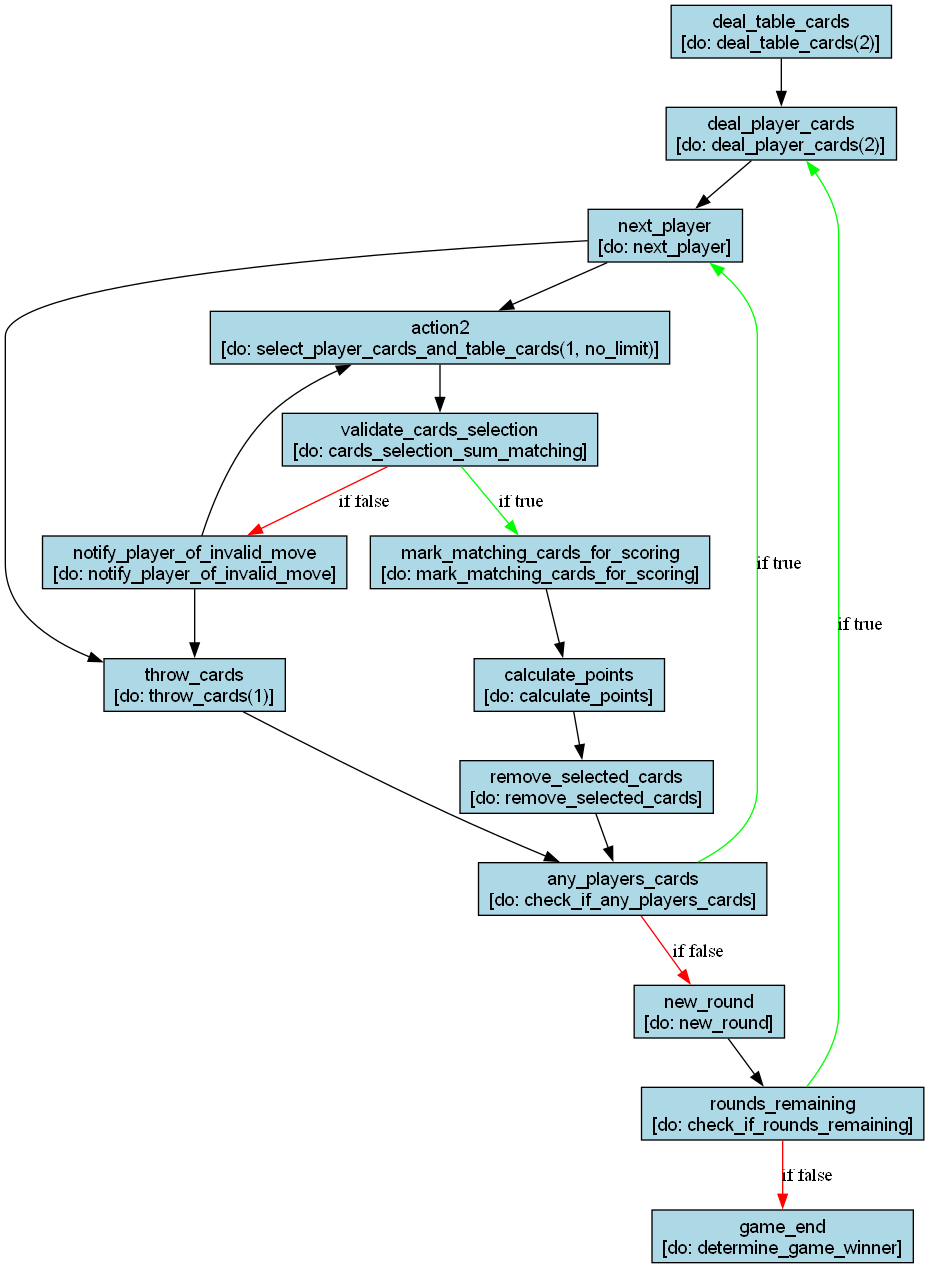 deal_table_cards
[do: deal_table_cards(2)]
deal_player_cards
[do: deal_player_cards(2)]
next_player
[do: next_player]
action2
[do: select_player_cards_and_table_cards(1, no_limit)]
validate_cards_selection
[do: cards_selection_sum_matching]
if false
if true
notify_player_of_invalid_move
[do: notify_player_of_invalid_move]
mark_matching_cards_for_scoring
[do: mark_matching_cards_for_scoring]
if true
if true
throw_cards
[do: throw_cards(1)]
calculate_points
[do: calculate_points]
remove_selected_cards
[do: remove_selected_cards]
any_players_cards
[do: check_if_any_players_cards]
if false
new_round
[do: new_round]
rounds_remaining
[do: check_if_rounds_remaining]
if false
game_end
[do: determine_game_winner]